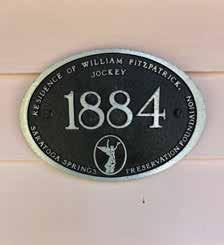 RESIDENCE OF WILLIAM FITZPATRICK,
JOCKEY
1884
SARATOGA SPRINGS PRESERVATION FOUNDATION